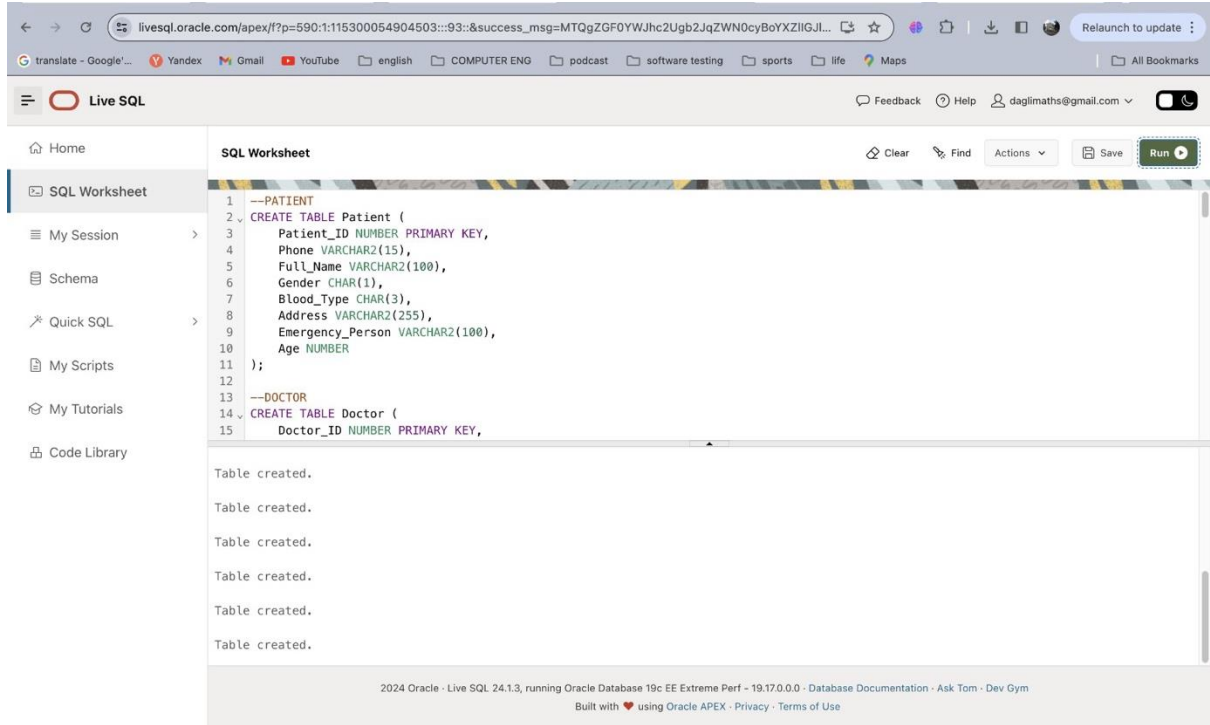 livesql.oracle.com/apex/f?p=590:1:115300054904503:::93::&success_msg=MTQgZGF0YWJhc2Ugb2JqZWN0cyBoYXZlIGJl... Relaunch to update
translate - Google'... Yandex Gmail YouTube english COMPUTER ENG podcast software testing sports life Maps All Bookmarks
Live SQL Feedback Help daglimaths@gmail.com
Home
SQL Worksheet
My Session
Schema
Quick SQL
My Scripts
My Tutorials
Code Library
SQL Worksheet Clear Find Actions Save Run
1 --PATIENT
2 CREATE TABLE Patient (
3 Patient_ID NUMBER PRIMARY KEY,
4 Phone VARCHAR2(15),
5 Full_Name VARCHAR2(100),
6 Gender CHAR(1),
7 Blood_Type CHAR(3),
8 Address VARCHAR2(255),
9 Emergency_Person VARCHAR2(100),
10 Age NUMBER
11 );
12
13 --DOCTOR
14 CREATE TABLE Doctor (
15 Doctor_ID NUMBER PRIMARY KEY,
Table created.
Table created.
Table created.
Table created.
Table created.
Table created.
2024 Oracle · Live SQL 24.1.3, running Oracle Database 19c EE Extreme Perf - 19.17.0.0.0 · Database Documentation · Ask Tom · Dev Gym
Built with ❤ using Oracle APEX · Privacy · Terms of Use